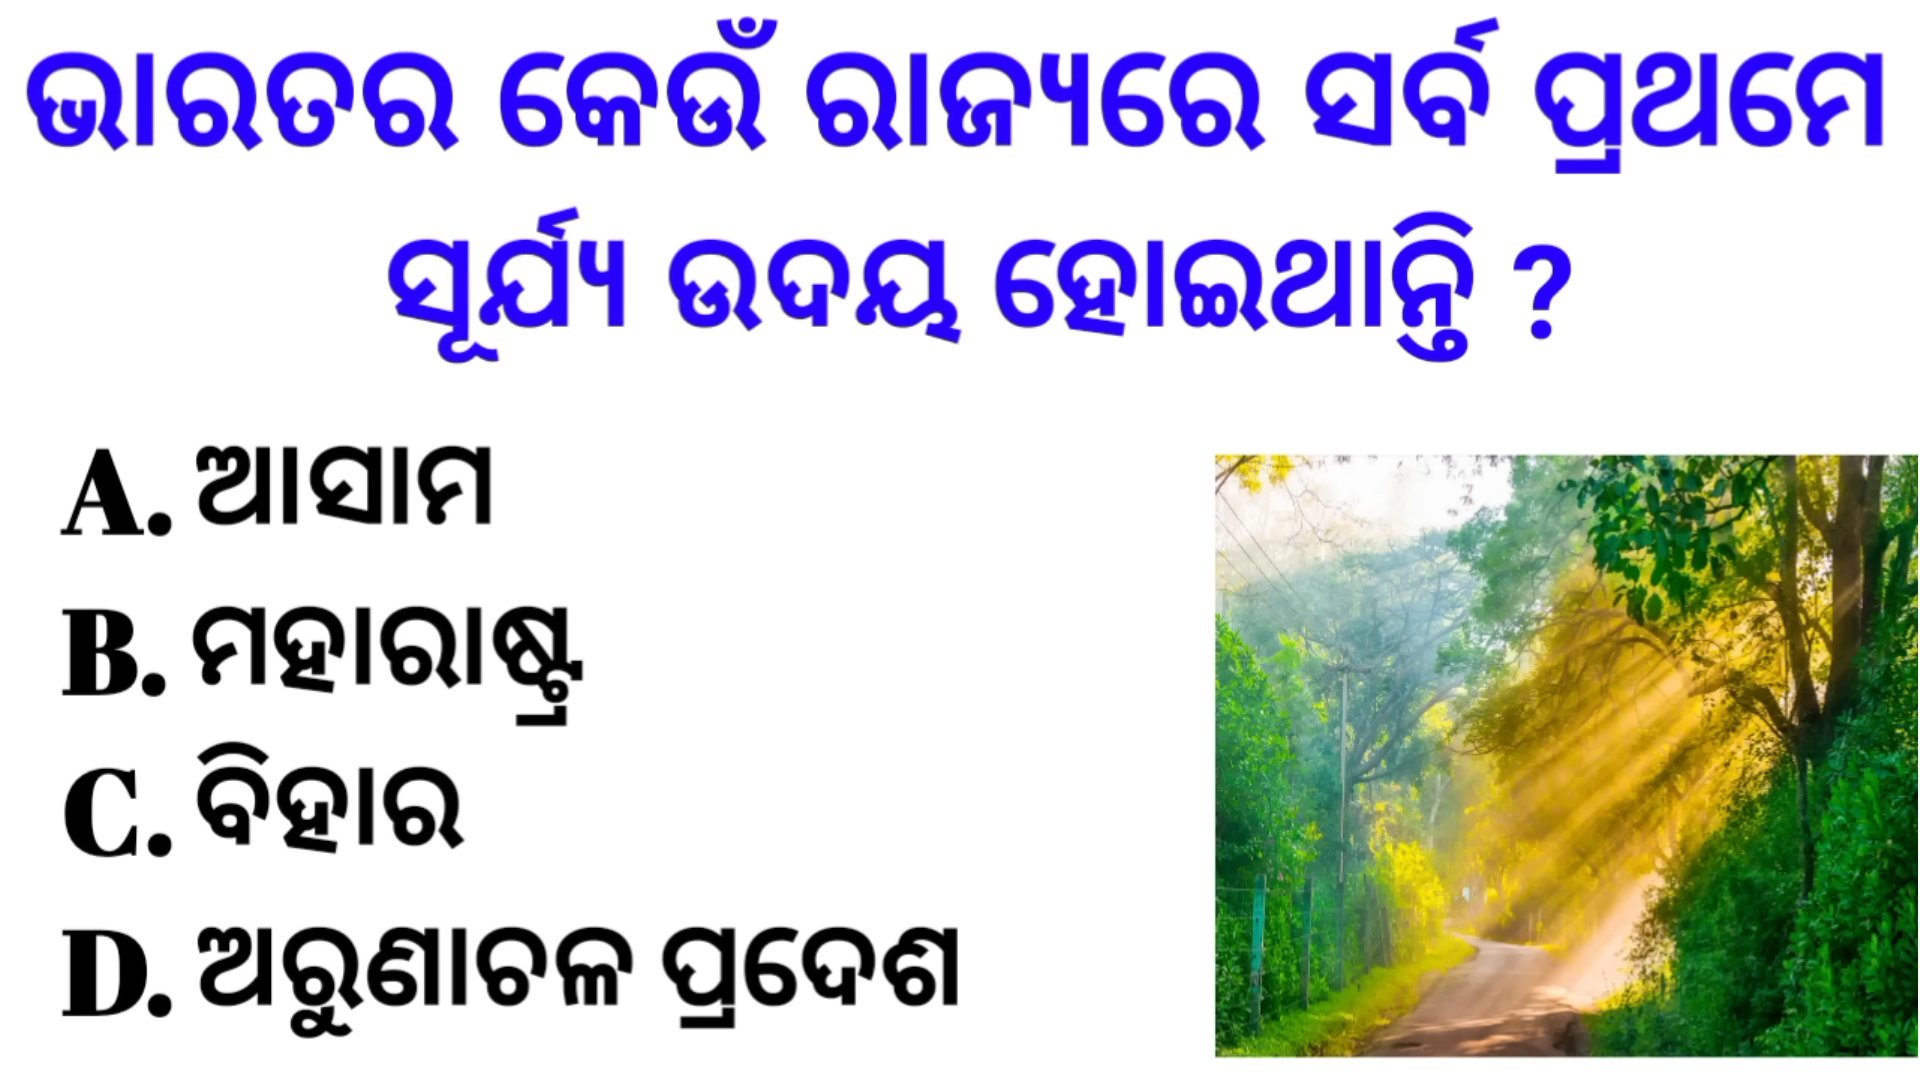 ଭାରତର କେଉଁ ରାଜ୍ୟରେ ସର୍ବ ପ୍ରଥମେ
ସୂର୍ଯ୍ୟ ଉଦୟ ହୋଇଥାନ୍ତି ?
A. ଆସାମ
B. ମହାରାଷ୍ଟ୍ର
C. ବିହାର
D. ଅରୁଣାଚଳ ପ୍ରଦେଶ